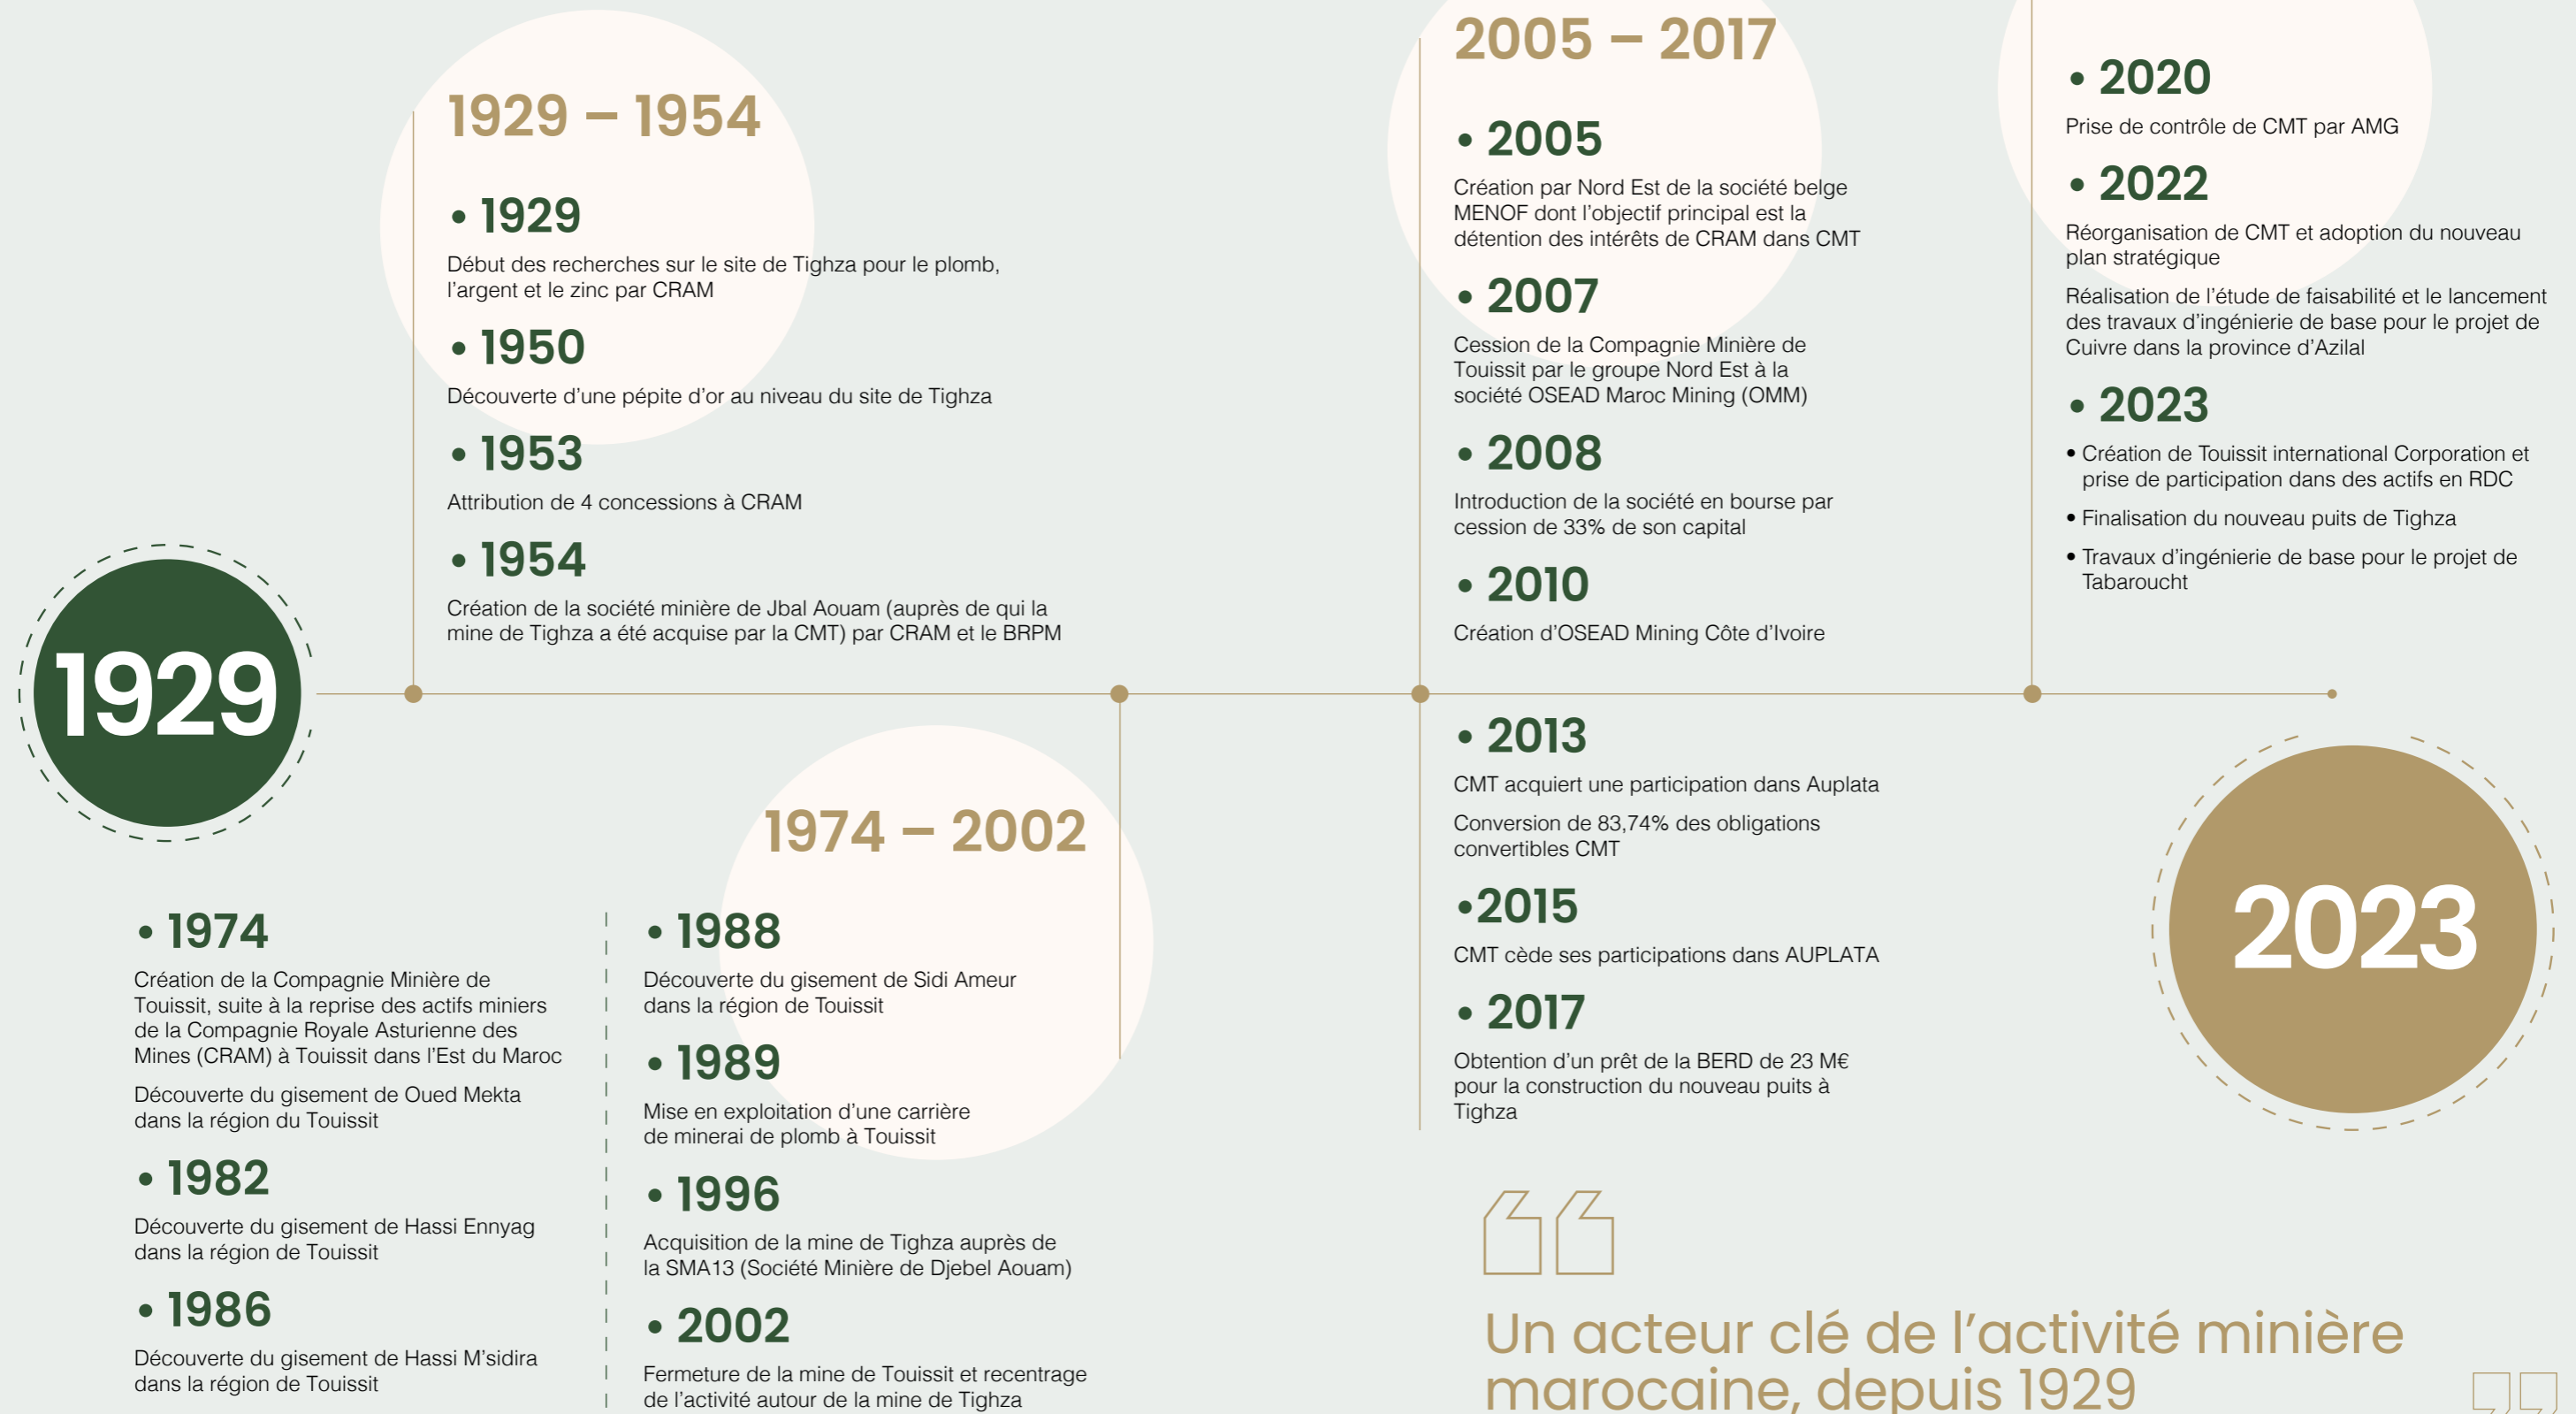 1929
1929 – 1954
• 1929
Début des recherches sur le site de Tighza pour le plomb,
l’argent et le zinc par CRAM
• 1950
Découverte d’une pépite d’or au niveau du site de Tighza
• 1953
Attribution de 4 concessions à CRAM
• 1954
Création de la société minière de Jbal Aouam (auprès de qui la
mine de Tighza a été acquise par la CMT) par CRAM et le BRPM
1974 – 2002
• 1974
Création de la Compagnie Minière de
Touissit, suite à la reprise des actifs miniers
de la Compagnie Royale Asturienne des
Mines (CRAM) à Touissit dans l’Est du Maroc
Découverte du gisement de Oued Mekta
dans la région du Touissit
• 1982
Découverte du gisement de Hassi Ennyag
dans la région de Touissit
• 1986
Découverte du gisement de Hassi M’sidira
dans la région de Touissit
• 1988
Découverte du gisement de Sidi Ameur
dans la région de Touissit
• 1989
Mise en exploitation d’une carrière
de minerai de plomb à Touissit
• 1996
Acquisition de la mine de Tighza auprès de
la SMA13 (Société Minière de Djebel Aouam)
• 2002
Fermeture de la mine de Touissit et recentrage
de l’activité autour de la mine de Tighza
2005 – 2017
• 2005
Création par Nord Est de la société belge
MENOF dont l’objectif principal est la
détention des intérêts de CRAM dans CMT
• 2007
Cession de la Compagnie Minière de
Touissit par le groupe Nord Est à la
société OSEAD Maroc Mining (OMM)
• 2008
Introduction de la société en bourse par
cession de 33% de son capital
• 2010
Création d’OSEAD Mining Côte d’Ivoire
• 2013
CMT acquiert une participation dans Auplata
Conversion de 83,74% des obligations
convertibles CMT
•2015
CMT cède ses participations dans AUPLATA
• 2017
Obtention d’un prêt de la BERD de 23 M€
pour la construction du nouveau puits à
Tighza
• 2020
Prise de contrôle de CMT par AMG
• 2022
Réorganisation de CMT et adoption du nouveau
plan stratégique
Réalisation de l’étude de faisabilité et le lancement
des travaux d’ingénierie de base pour le projet de
Cuivre dans la province d’Azilal
• 2023
• Création de Touissit international Corporation et
prise de participation dans des actifs en RDC
• Finalisation du nouveau puits de Tighza
• Travaux d’ingénierie de base pour le projet de
Tabaroucht
2023
Un acteur clé de l’activité minière
marocaine, depuis 1929